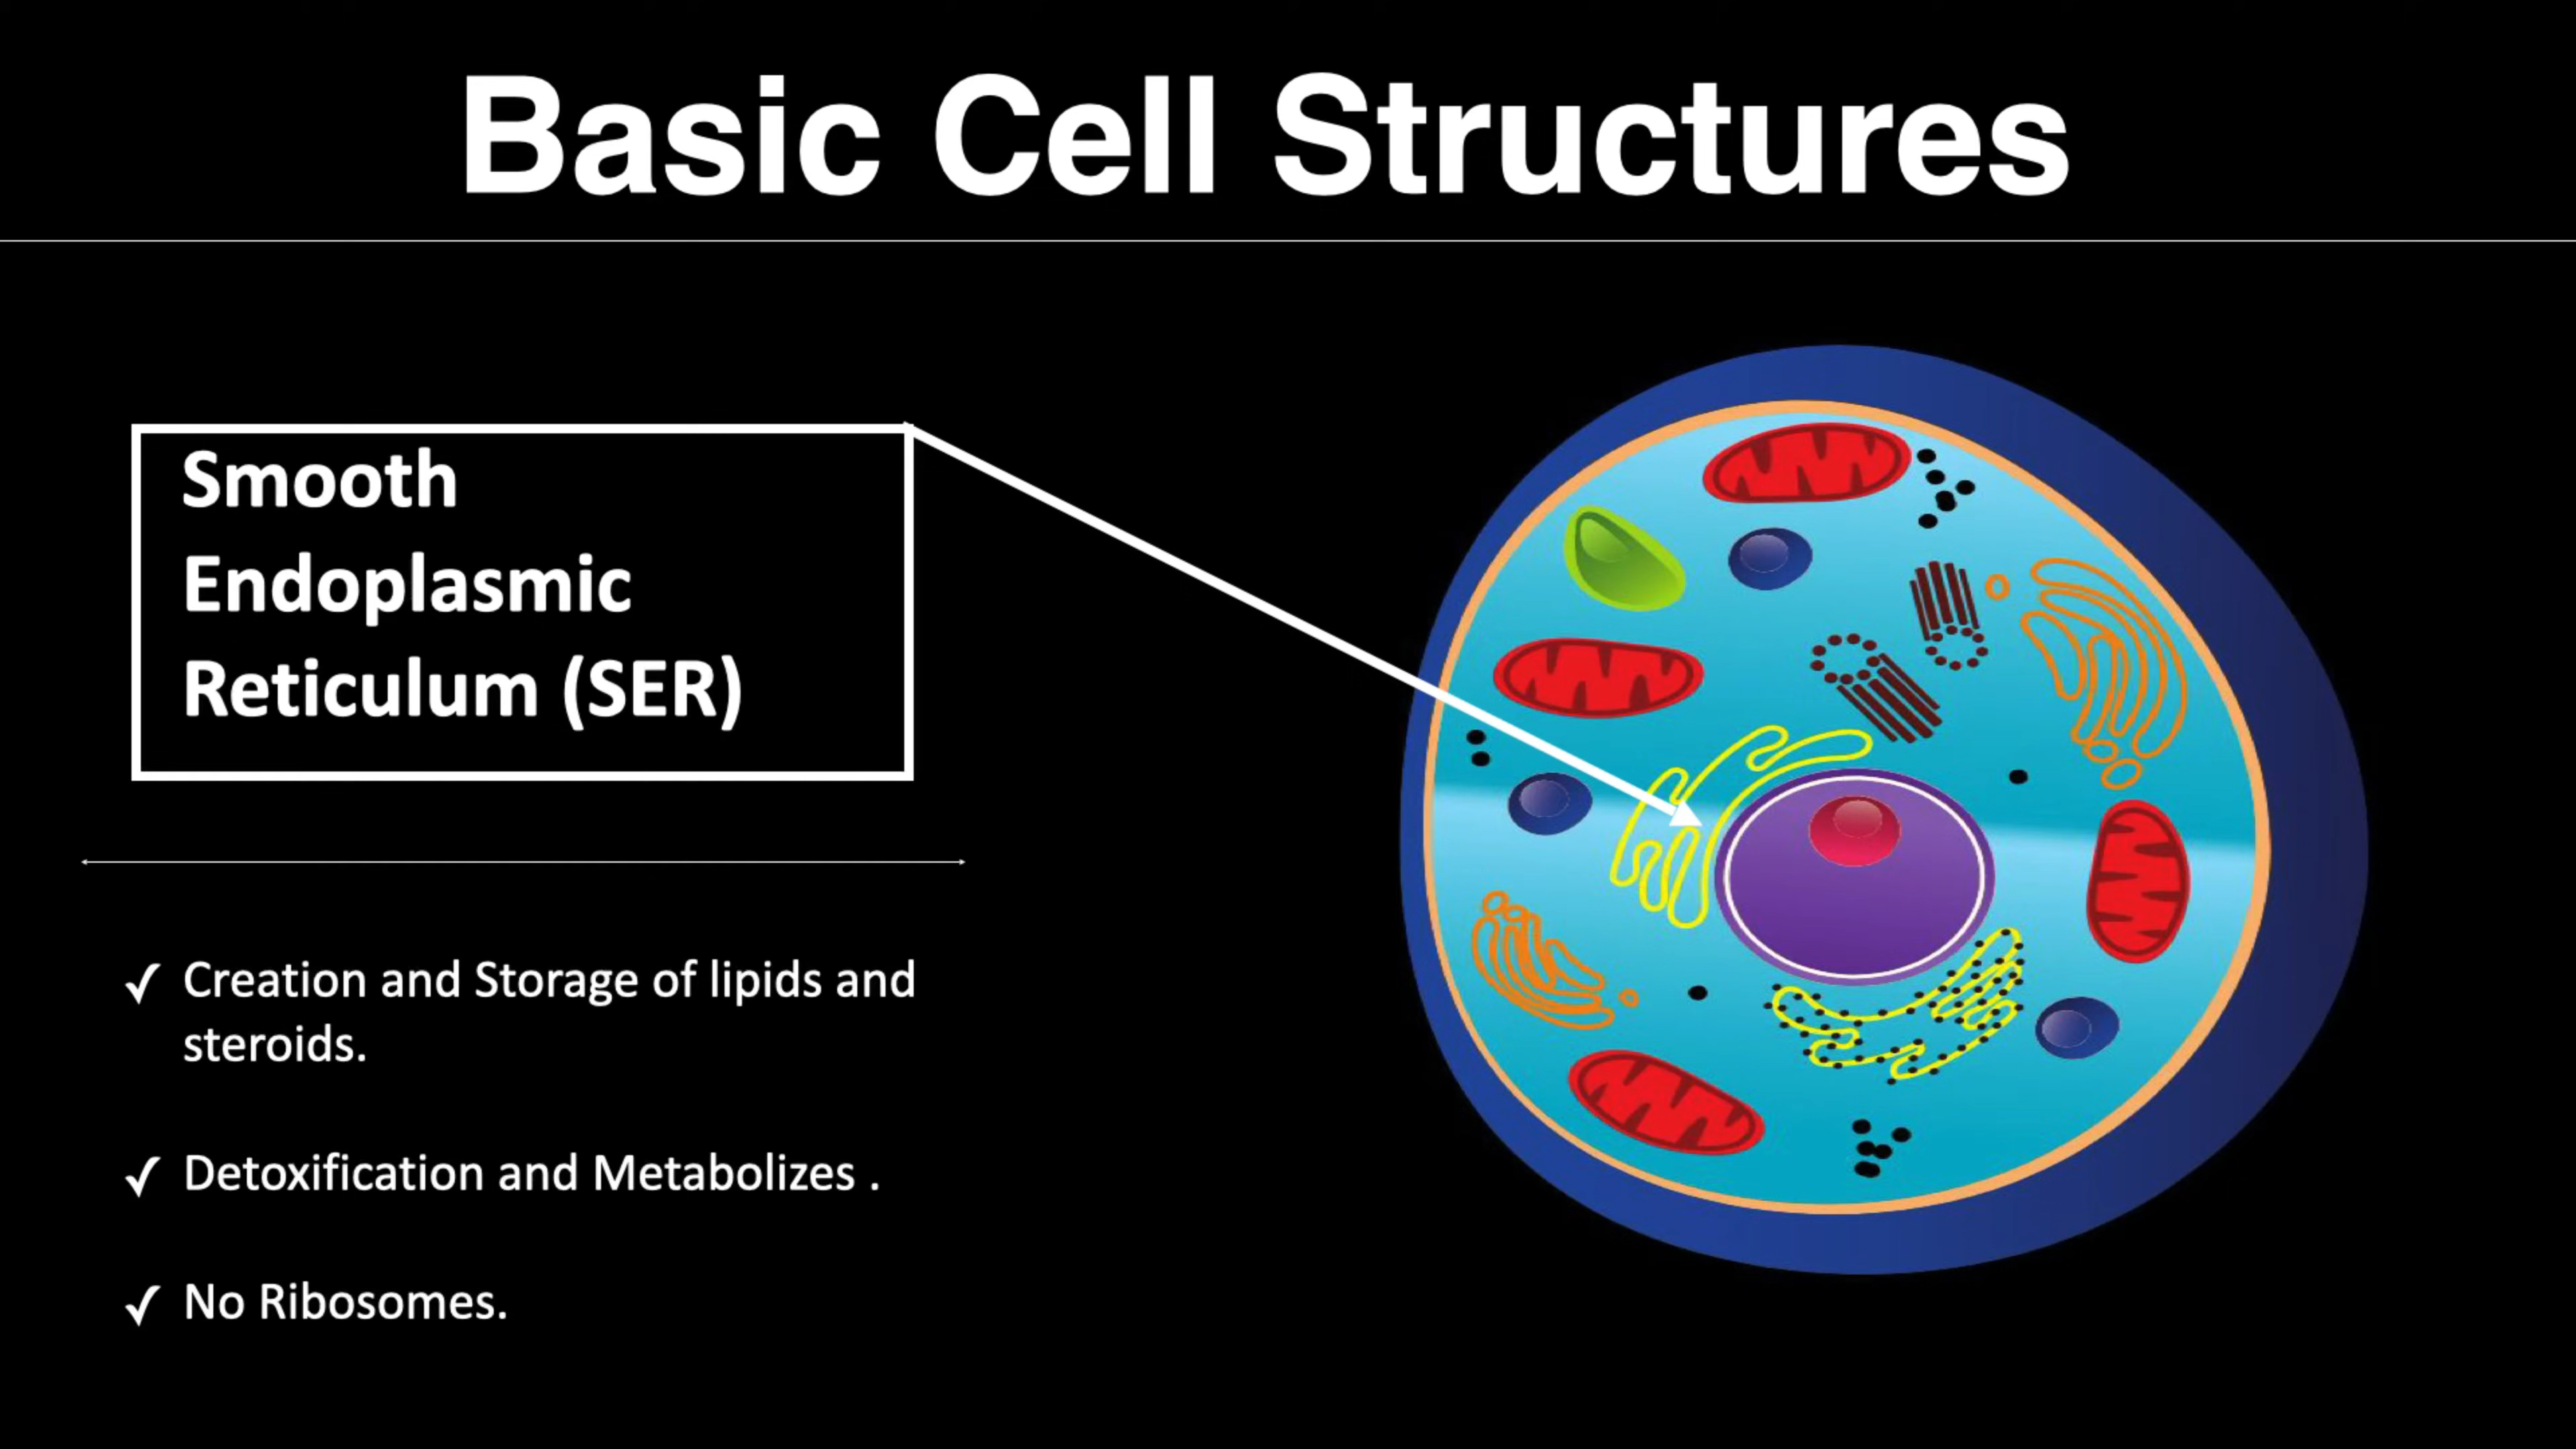 Basic Cell Structures
Smooth
Endoplasmic
Reticulum (SER)
✓ Creation and Storage of lipids and
steroids.
✓ Detoxification and Metabolizes .
✓ No Ribosomes.